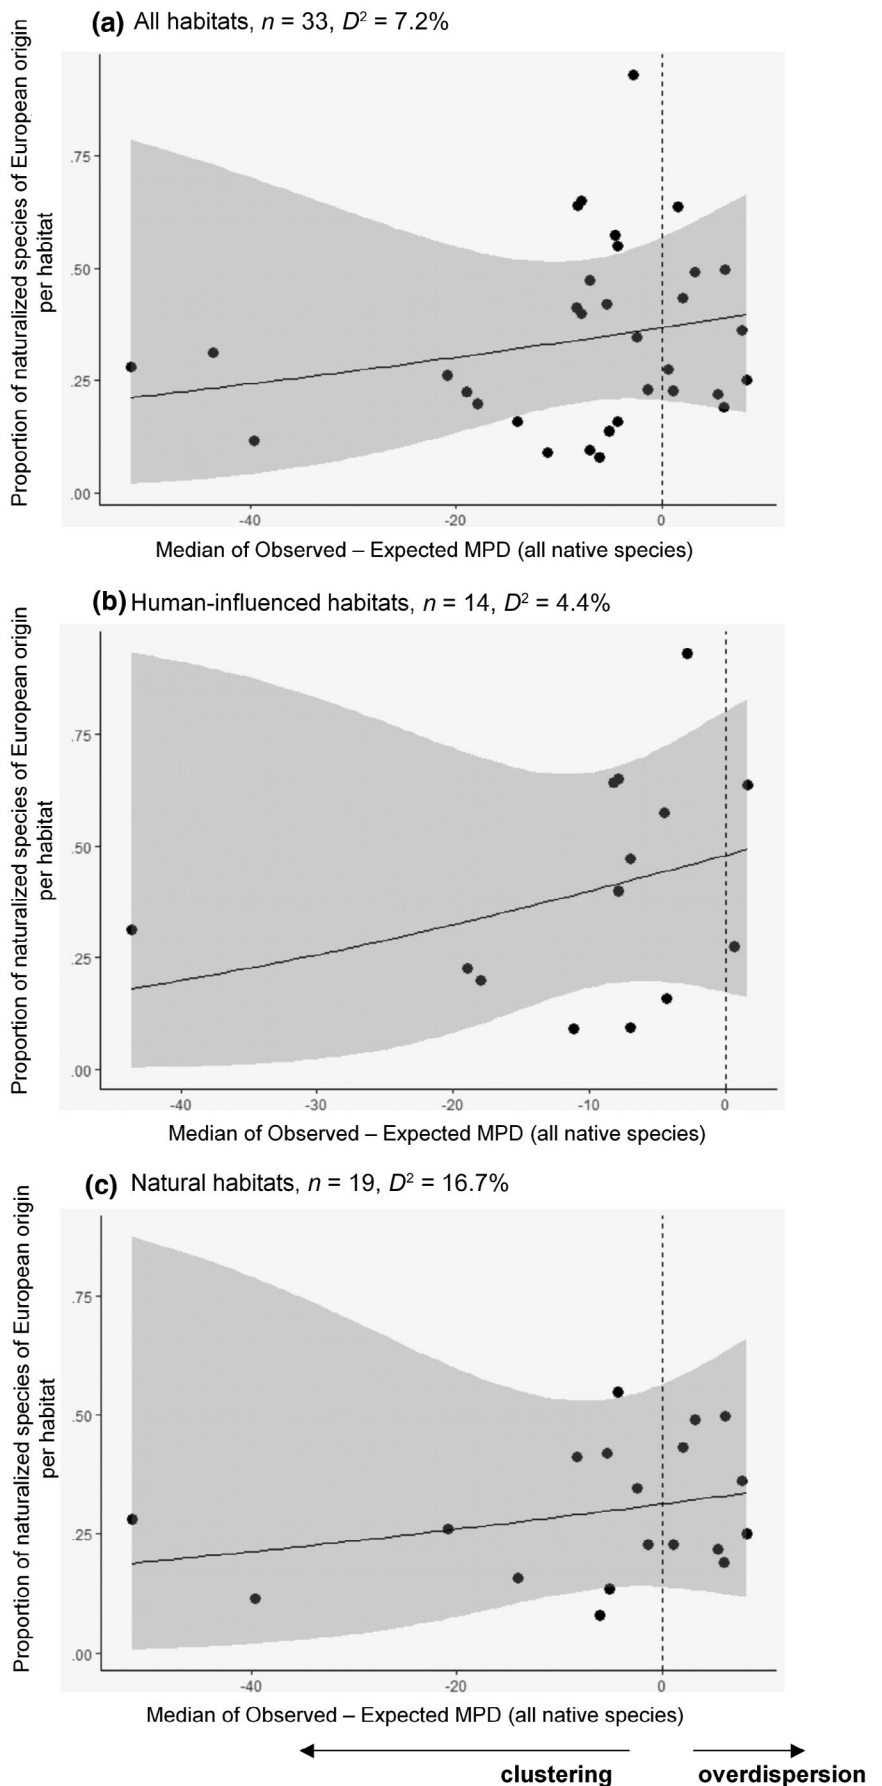 (a) All habitats, n = 33, D² = 7.2%
Proportion of naturalized species of European origin
per habitat
.75
.50
.25
.00
-40 -20 0
Median of Observed – Expected MPD (all native species)
(b) Human-influenced habitats, n = 14, D² = 4.4%
Proportion of naturalized species of European origin
per habitat
.75
.50
.25
.00
-40 -30 -20 -10 0
Median of Observed – Expected MPD (all native species)
(c) Natural habitats, n = 19, D² = 16.7%
Proportion of naturalized species of European origin
per habitat
.75
.50
.25
.00
-40 -20 0
Median of Observed – Expected MPD (all native species)
clustering overdispersion